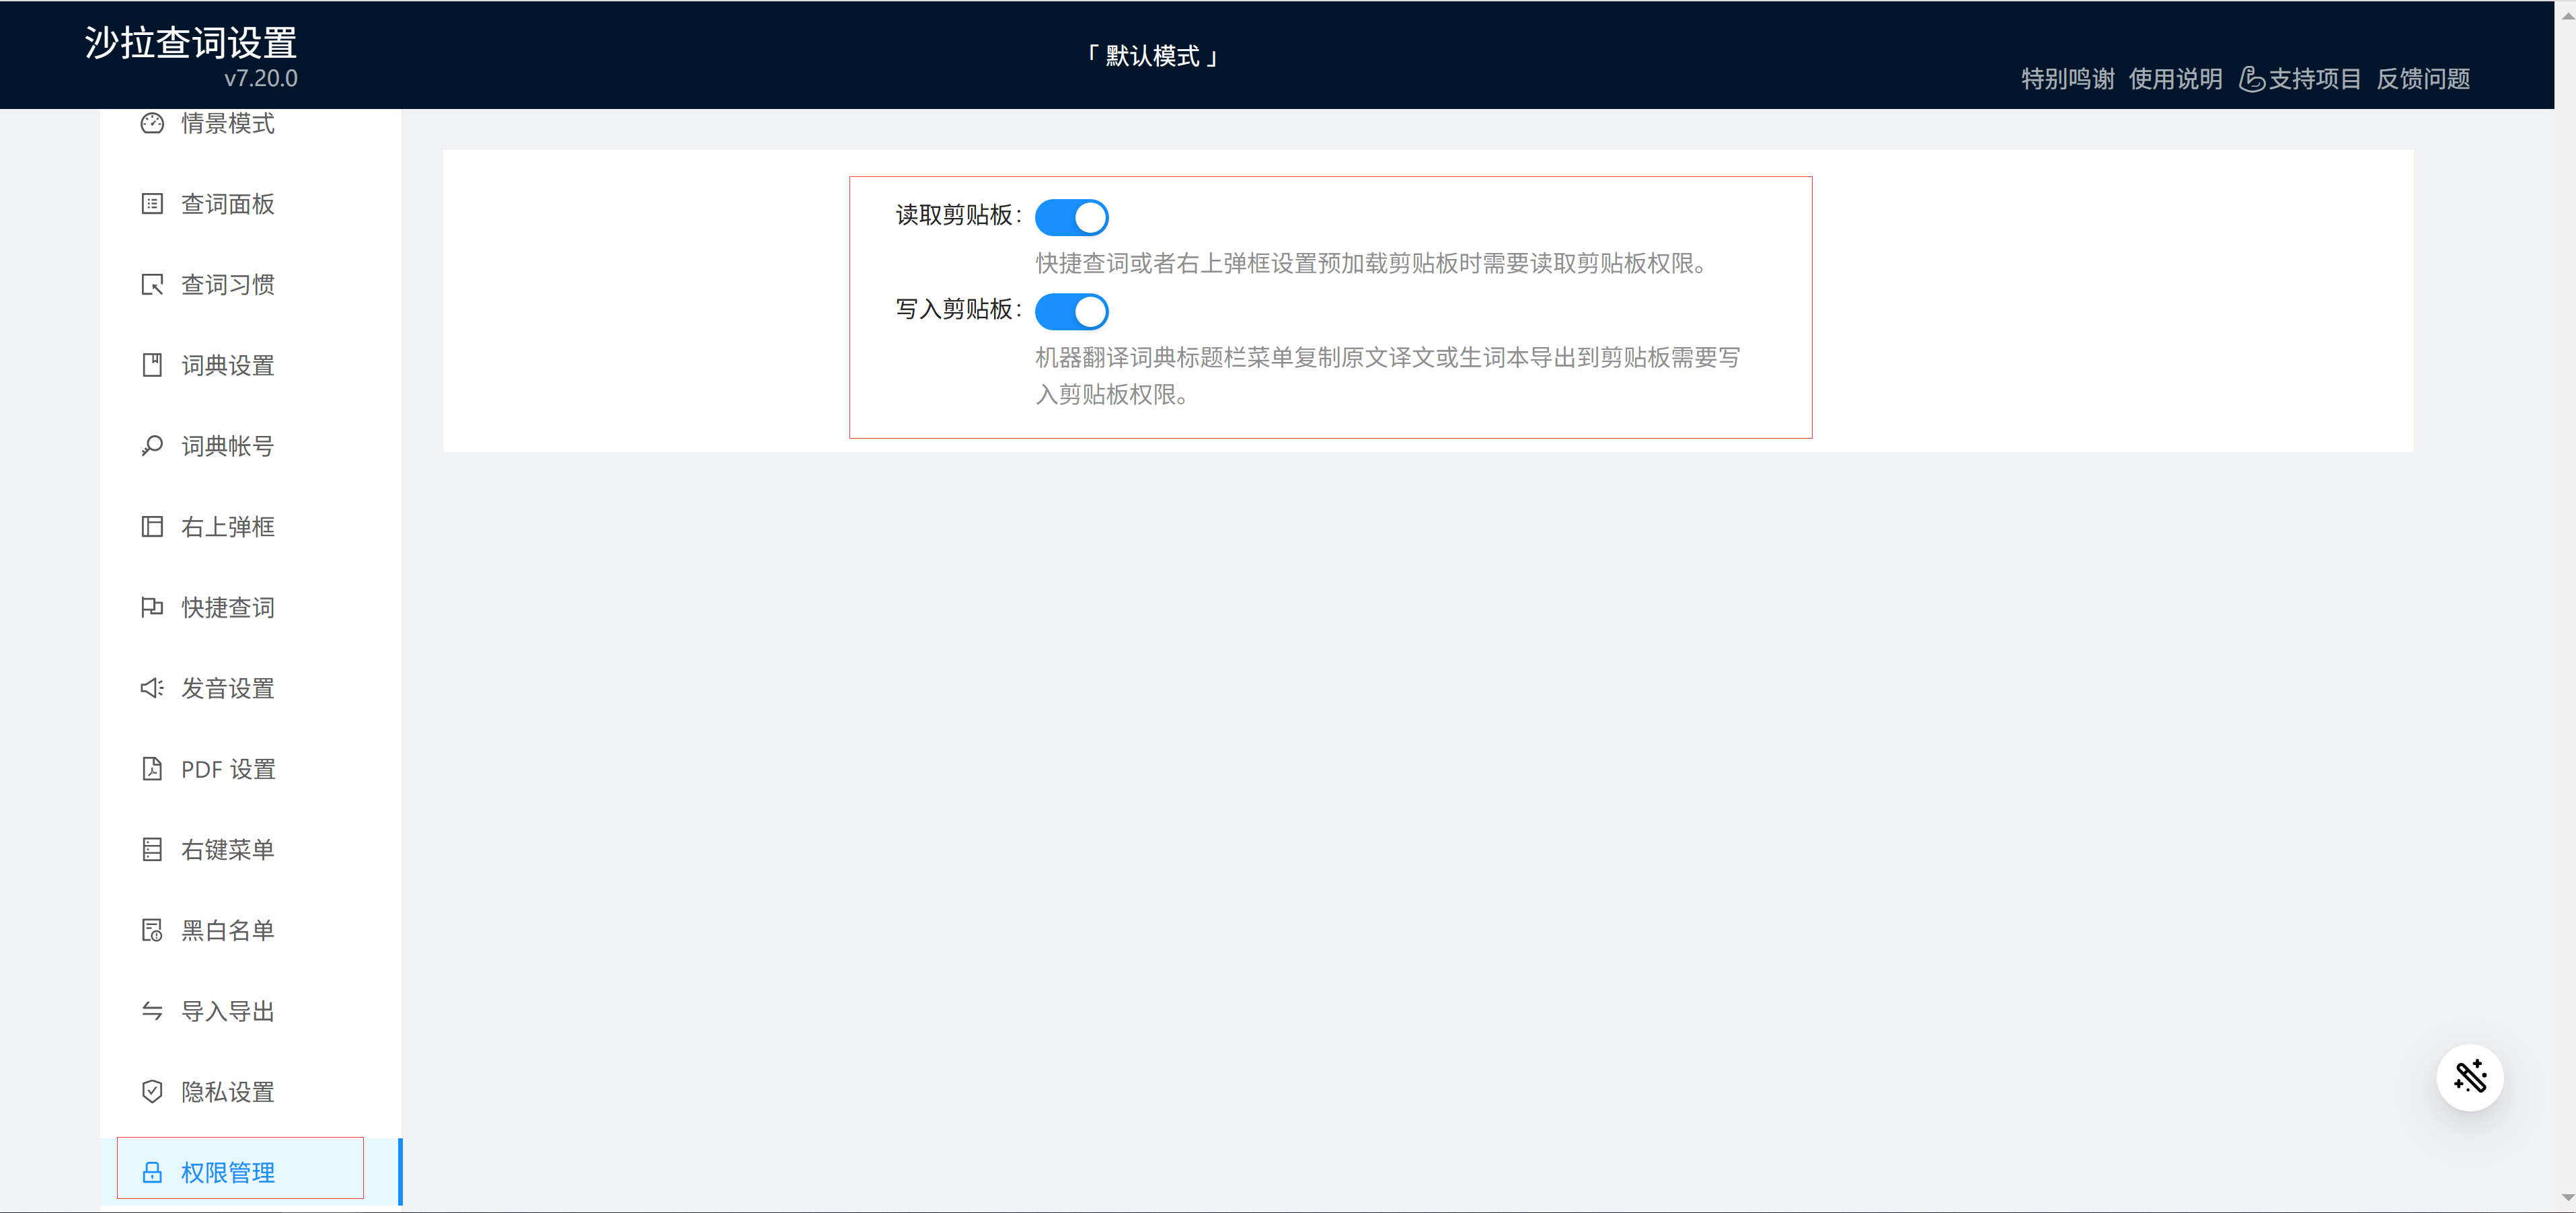 沙拉查词设置
v7.20.0
「 默认模式 」
特别鸣谢 使用说明 支持项目 反馈问题
情景模式
查词面板
查词习惯
词典设置
词典帐号
右上弹框
快捷查词
发音设置
PDF 设置
右键菜单
黑白名单
导入导出
隐私设置
权限管理
读取剪贴板:
快捷查词或者右上弹框设置预加载剪贴板时需要读取剪贴板权限。
写入剪贴板:
机器翻译词典标题栏菜单复制原文译文或生词本导出到剪贴板需要写
入剪贴板权限。